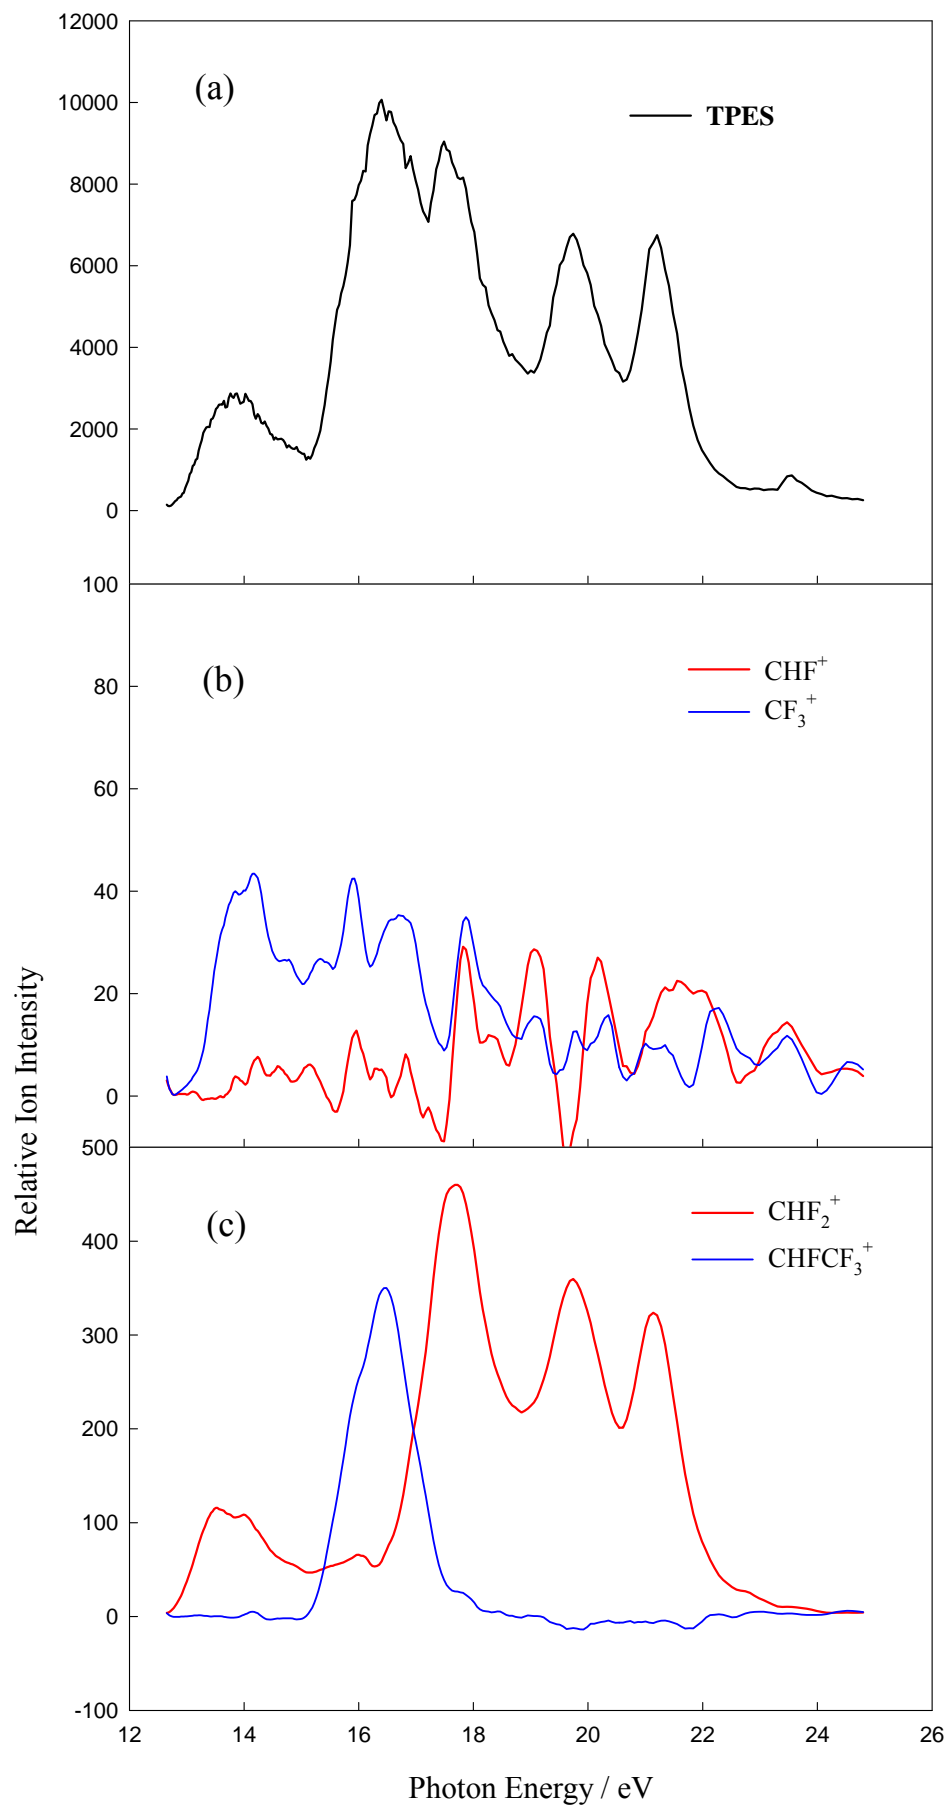 12000
(a)
TPES
10000
8000
6000
4000
2000
0
100
(b)
CHF⁺
CF₃⁺
80
60
40
20
0
Relative Ion Intensity
500
(c)
CHF₂⁺
CHFCF₃⁺
400
300
200
100
0
-100
12 14 16 18 20 22 24 26
Photon Energy / eV